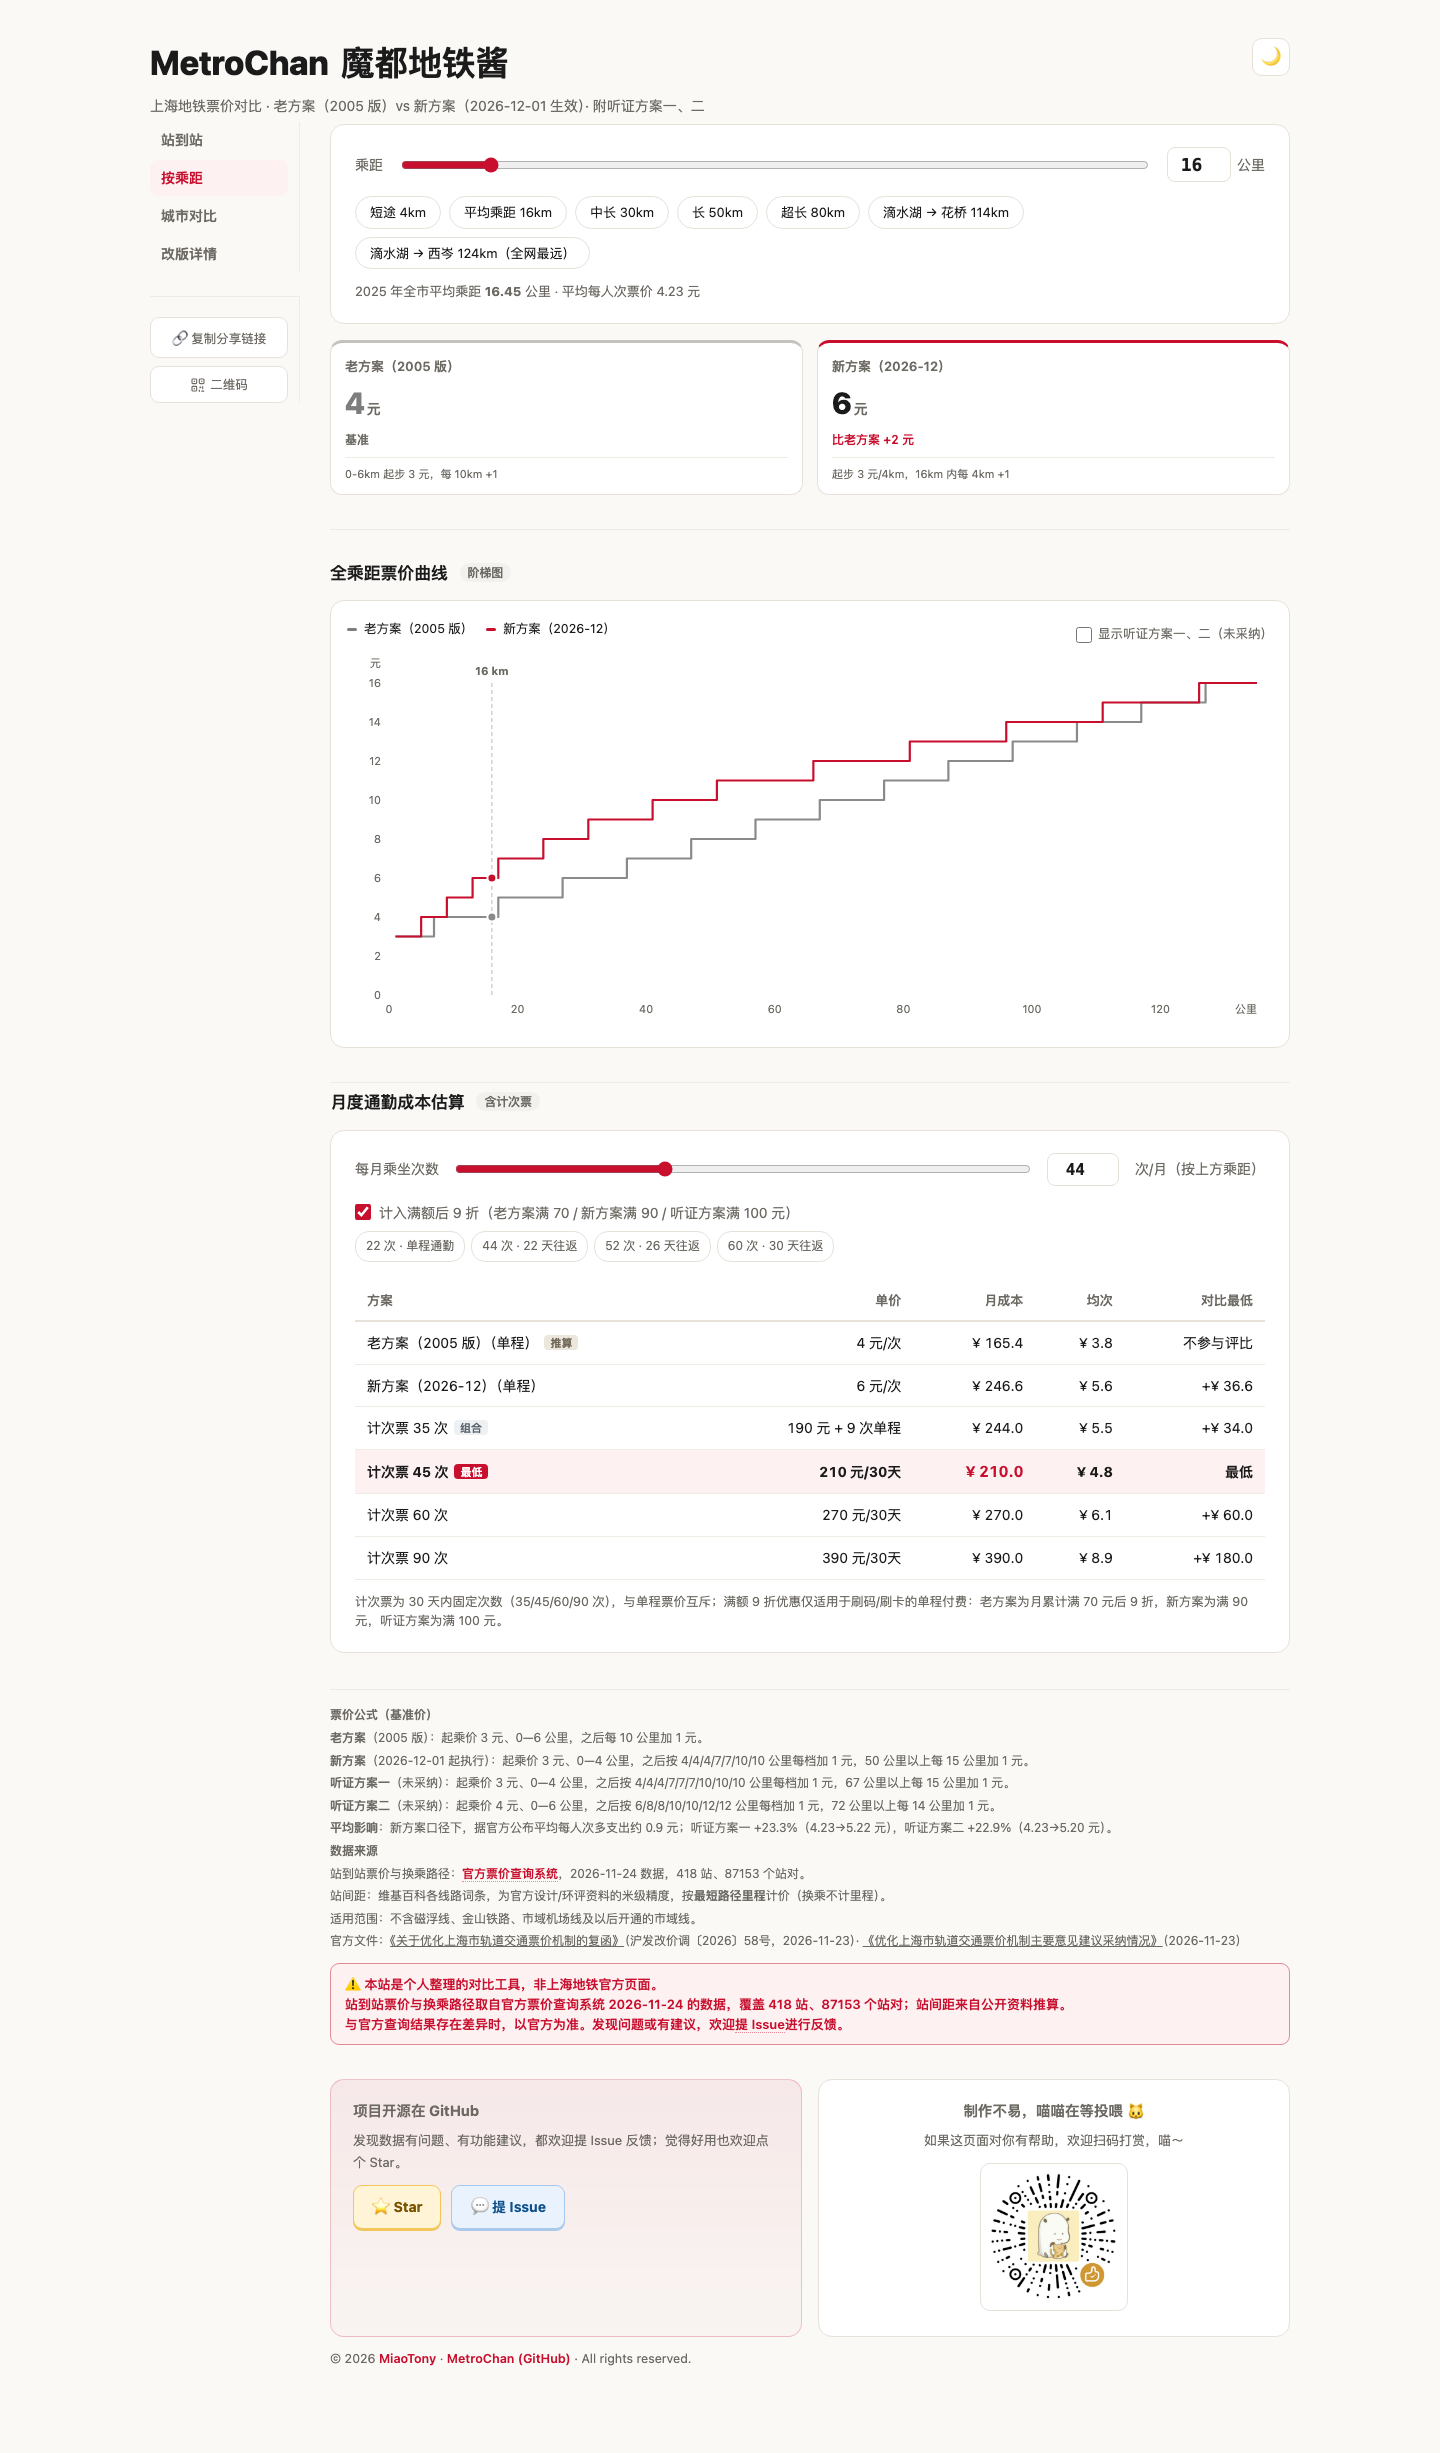 MetroChan 魔都地铁酱
上海地铁票价对比 · 老方案（2005 版）vs 新方案（2026-12-01 生效）· 附听证方案一、二
站到站
按乘距
城市对比
改版详情
复制分享链接
二维码
乘距
16 公里
短途 4km
平均乘距 16km
中长 30km
长 50km
超长 80km
滴水湖 → 花桥 114km
滴水湖 → 西岑 124km（全网最远）
2025 年全市平均乘距 16.45 公里 · 平均每人次票价 4.23 元
老方案（2005 版）
4元
基准
0-6km 起步 3 元，每 10km +1
新方案（2026-12）
6元
比老方案 +2 元
起步 3 元/4km，16km 内每 4km +1
全乘距票价曲线 阶梯图
老方案（2005 版） 新方案（2026-12）
显示听证方案一、二（未采纳）
元
16 km
16
14
12
10
8
6
4
2
0
0 20 40 60 80 100 120 公里
月度通勤成本估算 含计次票
每月乘坐次数 44 次/月（按上方乘距）
计入满额后 9 折（老方案满 70 / 新方案满 90 / 听证方案满 100 元）
22 次 · 单程通勤
44 次 · 22 天往返
52 次 · 26 天往返
60 次 · 30 天往返
方案 单价 月成本 均次 对比最低
老方案（2005 版）（单程） 推算 4 元/次 ¥ 165.4 ¥ 3.8 不参与评比
新方案（2026-12）（单程） 6 元/次 ¥ 246.6 ¥ 5.6 +¥ 36.6
计次票 35 次 组合 190 元 + 9 次单程 ¥ 244.0 ¥ 5.5 +¥ 34.0
计次票 45 次 最低 210 元/30天 ¥ 210.0 ¥ 4.8 最低
计次票 60 次 270 元/30天 ¥ 270.0 ¥ 6.1 +¥ 60.0
计次票 90 次 390 元/30天 ¥ 390.0 ¥ 8.9 +¥ 180.0
计次票为 30 天内固定次数（35/45/60/90 次），与单程票价互斥；满额 9 折优惠仅适用于刷码/刷卡的单程付费：老方案为月累计满 70 元后 9 折，新方案为满 90
元，听证方案为满 100 元。
票价公式（基准价）
老方案（2005 版）：起乘价 3 元、0—6 公里，之后每 10 公里加 1 元。
新方案（2026-12-01 起执行）：起乘价 3 元、0—4 公里，之后按 4/4/4/7/7/10/10 公里每档加 1 元，50 公里以上每 15 公里加 1 元。
听证方案一（未采纳）：起乘价 3 元、0—4 公里，之后按 4/4/4/7/7/7/10/10/10 公里每档加 1 元，67 公里以上每 15 公里加 1 元。
听证方案二（未采纳）：起乘价 4 元、0—6 公里，之后按 6/8/8/10/10/12/12 公里每档加 1 元，72 公里以上每 14 公里加 1 元。
平均影响：新方案口径下，据官方公布平均每人次多支出约 0.9 元；听证方案一 +23.3%（4.23→5.22 元），听证方案二 +22.9%（4.23→5.20 元）。
数据来源
站到站票价与换乘路径：官方票价查询系统，2026-11-24 数据，418 站、87153 个站对。
站间距：维基百科各线路词条，为官方设计/环评资料的米级精度，按最短路径里程计价（换乘不计里程）。
适用范围：不含磁浮线、金山铁路、市域机场线及以后开通的市域线。
官方文件：《关于优化上海市轨道交通票价机制的复函》（沪发改价调〔2026〕58号，2026-11-23）· 《优化上海市轨道交通票价机制主要意见建议采纳情况》（2026-11-23）
⚠️ 本站是个人整理的对比工具，非上海地铁官方页面。
站到站票价与换乘路径取自官方票价查询系统 2026-11-24 的数据，覆盖 418 站、87153 个站对；站间距来自公开资料推算。
与官方查询结果存在差异时，以官方为准。发现问题或有建议，欢迎提 Issue进行反馈。
项目开源在 GitHub
发现数据有问题、有功能建议，都欢迎提 Issue 反馈；觉得好用也欢迎点
个 Star。
Star
提 Issue
制作不易，喵喵在等投喂
如果这页面对你有帮助，欢迎扫码打赏，喵～
© 2026 MiaoTony · MetroChan (GitHub) · All rights reserved.